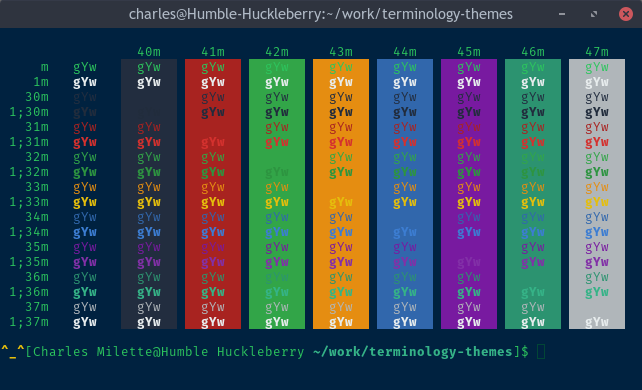 charles@Humble-Huckleberry:~/work/terminology-themes
40m 41m 42m 43m 44m 45m 46m 47m
m gYw gYw gYw gYw gYw gYw gYw gYw gYw
1m gYw gYw gYw gYw gYw gYw gYw gYw gYw
30m gYw gYw gYw gYw gYw gYw gYw gYw
1;30m gYw gYw gYw gYw gYw gYw gYw gYw
31m gYw gYw gYw gYw gYw gYw gYw gYw
1;31m gYw gYw gYw gYw gYw gYw gYw gYw gYw
32m gYw gYw gYw gYw gYw gYw gYw gYw
1;32m gYw gYw gYw gYw gYw gYw gYw gYw gYw
33m gYw gYw gYw gYw gYw gYw gYw gYw
1;33m gYw gYw gYw gYw gYw gYw gYw gYw gYw
34m gYw gYw gYw gYw gYw gYw gYw gYw
1;34m gYw gYw gYw gYw gYw gYw gYw gYw gYw
35m gYw gYw gYw gYw gYw gYw gYw gYw
1;35m gYw gYw gYw gYw gYw gYw gYw gYw gYw
36m gYw gYw gYw gYw gYw gYw gYw gYw
1;36m gYw gYw gYw gYw gYw gYw gYw gYw gYw
37m gYw gYw gYw gYw gYw gYw gYw gYw
1;37m gYw gYw gYw gYw gYw gYw gYw gYw gYw
^_^[Charles Milette@Humble Huckleberry ~/work/terminology-themes]$